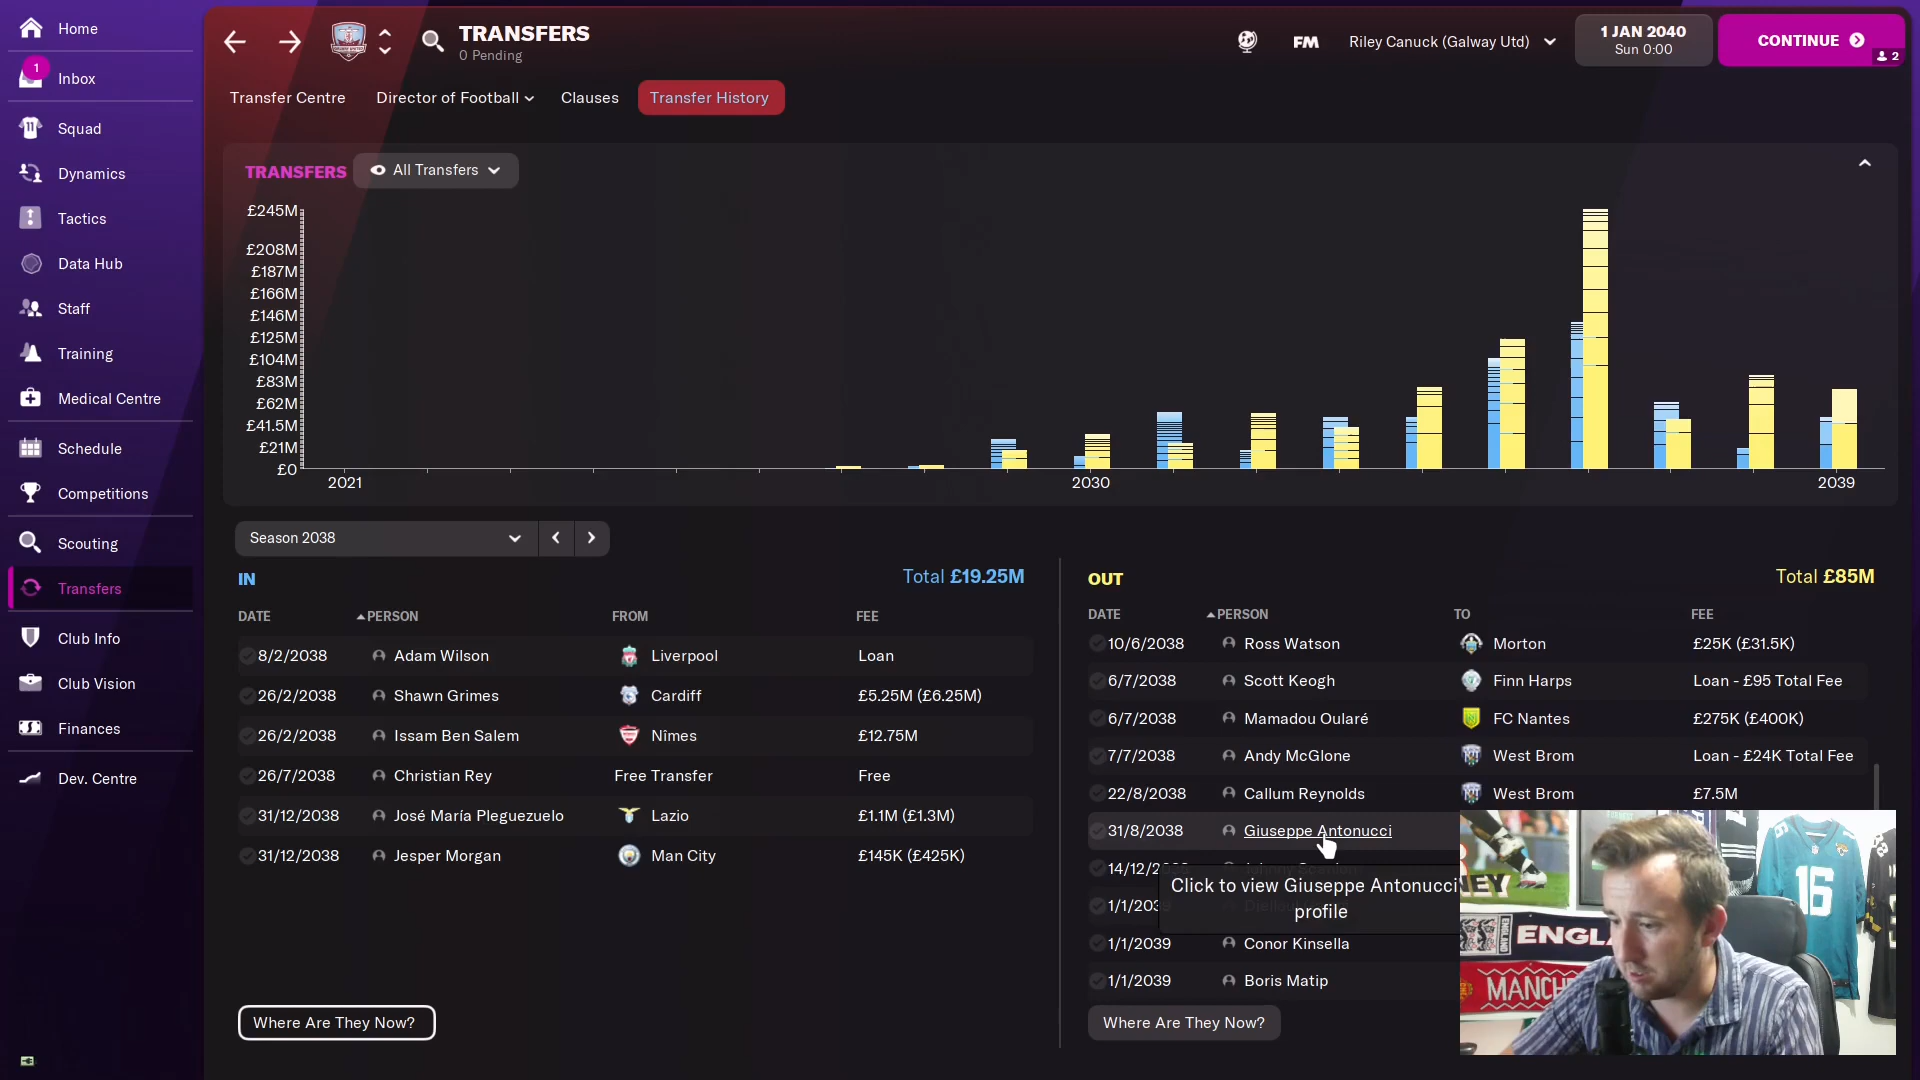 Home
TRANSFERS
0 Pending
FM
Riley Canuck (Galway Utd)
1 JAN 2040
Sun 0:00
CONTINUE
2
1
Inbox
Squad
Dynamics
Tactics
Data Hub
Staff
Training
Medical Centre
Schedule
Competitions
Scouting
Transfers
Club Info
Club Vision
Finances
Dev. Centre
Transfer Centre
Director of Football
Clauses
Transfer History
TRANSFERS
All Transfers
£245M
£208M
£187M
£166M
£146M
£125M
£104M
£83M
£62M
£41.5M
£21M
£0
2021
2030
2039
Season 2038
IN
Total £19.25M
DATE PERSON FROM FEE
8/2/2038 Adam Wilson Liverpool Loan
26/2/2038 Shawn Grimes Cardiff £5.25M (£6.25M)
26/2/2038 Issam Ben Salem Nîmes £12.75M
26/7/2038 Christian Rey Free Transfer Free
31/12/2038 José María Pleguezuelo Lazio £1.1M (£1.3M)
31/12/2038 Jesper Morgan Man City £145K (£425K)
Where Are They Now?
OUT
Total £85M
DATE PERSON TO FEE
10/6/2038 Ross Watson Morton £25K (£31.5K)
6/7/2038 Scott Keogh Finn Harps Loan - £95 Total Fee
6/7/2038 Mamadou Oularé FC Nantes £275K (£400K)
7/7/2038 Andy McGlone West Brom Loan - £24K Total Fee
22/8/2038 Callum Reynolds West Brom £7.5M
31/8/2038 Giuseppe Antonucci
14/12/
Click to view Giuseppe Antonucci
profile
1/1/
1/1/2039 Conor Kinsella
1/1/2039 Boris Matip
Where Are They Now?
NEY
ENGL
MANCH
16